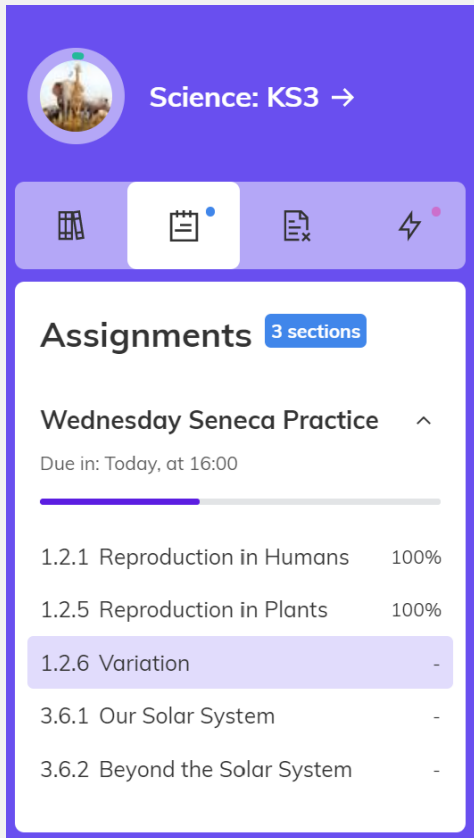 Science: KS3 →
Assignments 3 sections
Wednesday Seneca Practice
Due in: Today, at 16:00
1.2.1 Reproduction in Humans 100%
1.2.5 Reproduction in Plants 100%
1.2.6 Variation -
3.6.1 Our Solar System -
3.6.2 Beyond the Solar System -